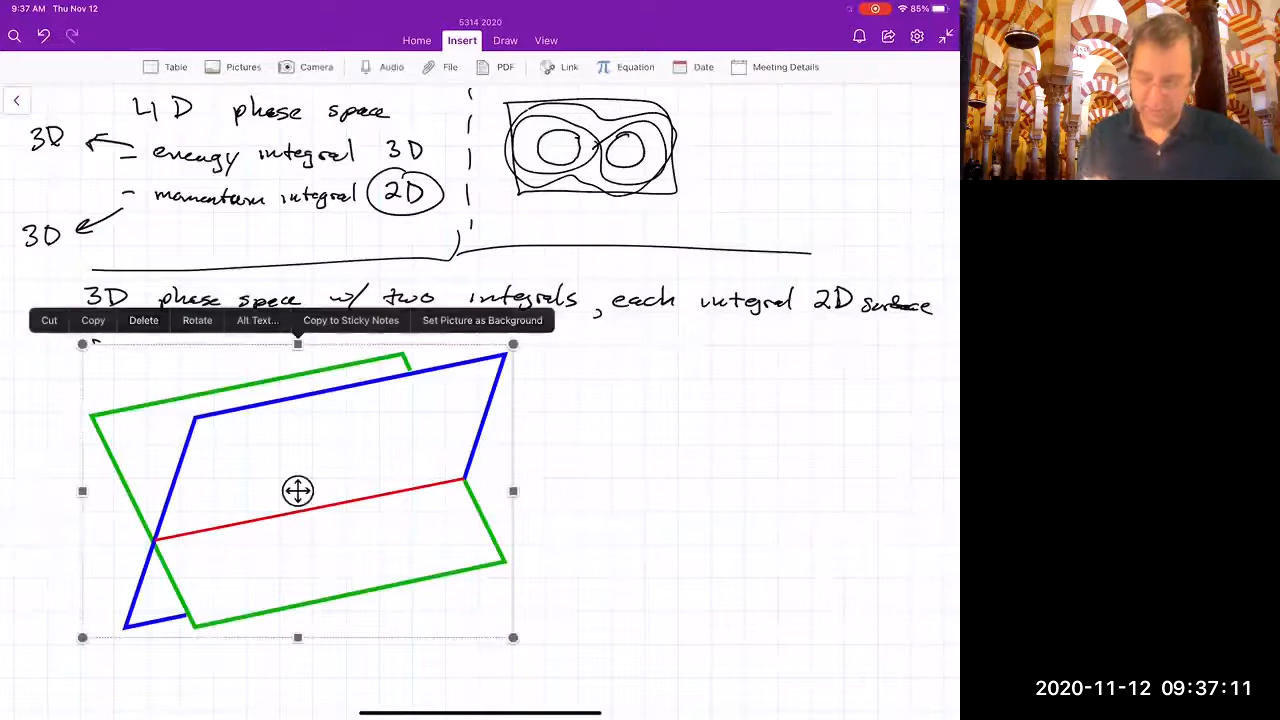 9:37 AM Thu Nov 12
85%
5314 2020
Home Insert Draw View
Table Pictures Camera Audio File PDF Link Equation Date Meeting Details
4D phase space
3D
energy integral 3D
momentum integral 2D
3D
3D phase space w/ two integrals, each integral 2D surface
Cut Copy Delete Rotate Alt Text... Copy to Sticky Notes Set Picture as Background
2020-11-12 09:37:11